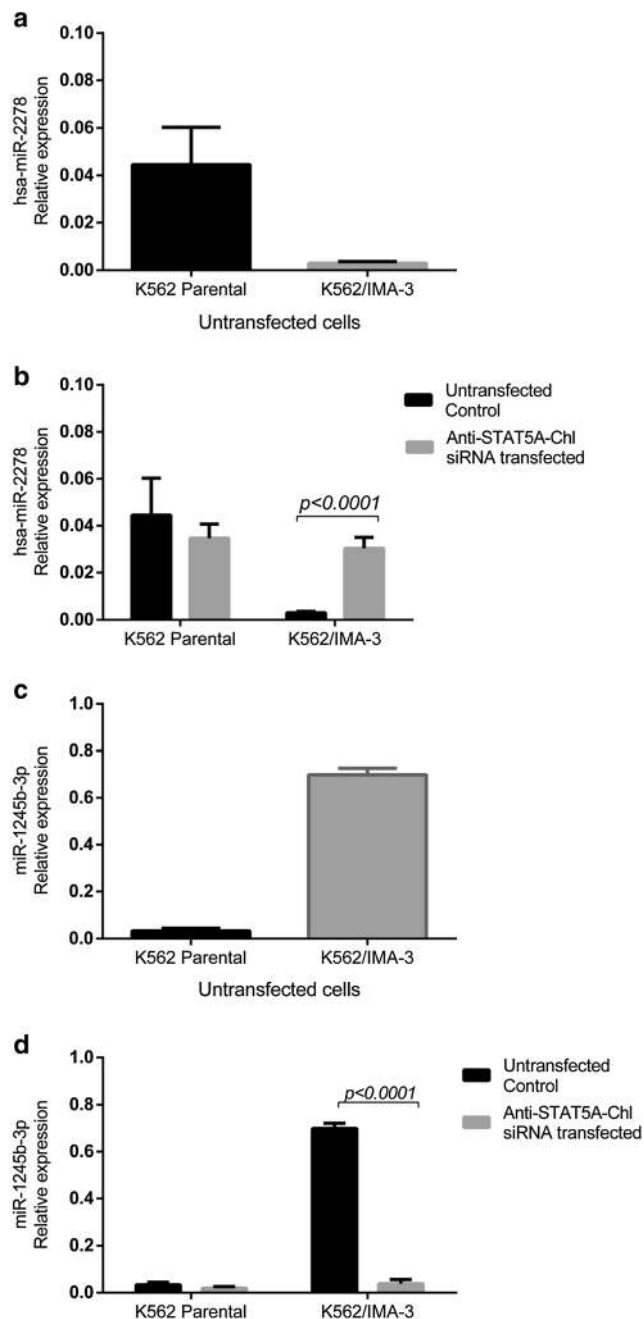 a
hsa-miR-2278
Relative expression
0.10
0.08
0.06
0.04
0.02
0.00
K562 Parental
K562/IMA-3
Untransfected cells
b
hsa-miR-2278
Relative expression
0.10
0.08
0.06
0.04
0.02
0.00
p<0.0001
K562 Parental
K562/IMA-3
Untransfected
Control
Anti-STAT5A-Chl
siRNA transfected
c
miR-1245b-3p
Relative expression
1.0
0.8
0.6
0.4
0.2
0.0
K562 Parental
K562/IMA-3
Untransfected cells
d
miR-1245b-3p
Relative expression
1.0
0.8
0.6
0.4
0.2
0.0
p<0.0001
K562 Parental
K562/IMA-3
Untransfected
Control
Anti-STAT5A-Chl
siRNA transfected